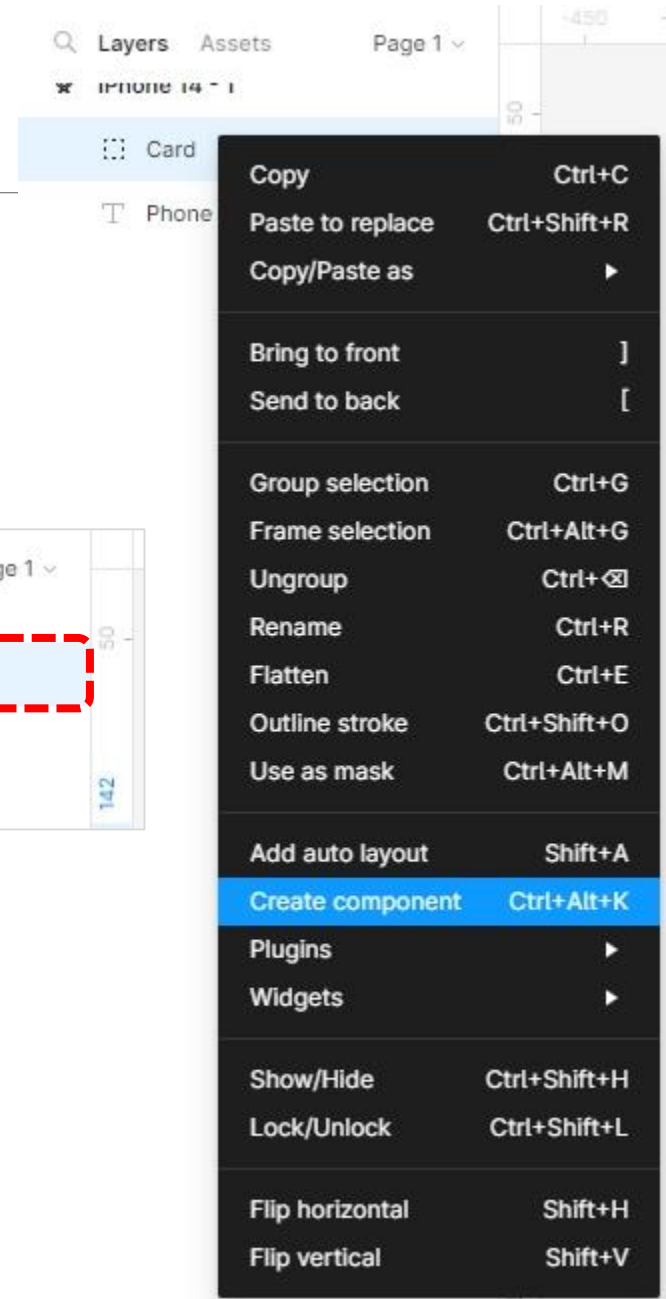 -450
Layers Assets Page 1
iPhone 14 - 1
50
Card
Phone
Copy Ctrl+C
Paste to replace Ctrl+Shift+R
Copy/Paste as
Bring to front ]
Send to back [
Group selection Ctrl+G
Frame selection Ctrl+Alt+G
Ungroup Ctrl+⌫
Rename Ctrl+R
Flatten Ctrl+E
Outline stroke Ctrl+Shift+O
Use as mask Ctrl+Alt+M
Add auto layout Shift+A
Create component Ctrl+Alt+K
Plugins
Widgets
Show/Hide Ctrl+Shift+H
Lock/Unlock Ctrl+Shift+L
Flip horizontal Shift+H
Flip vertical Shift+V
ge 1
50
142